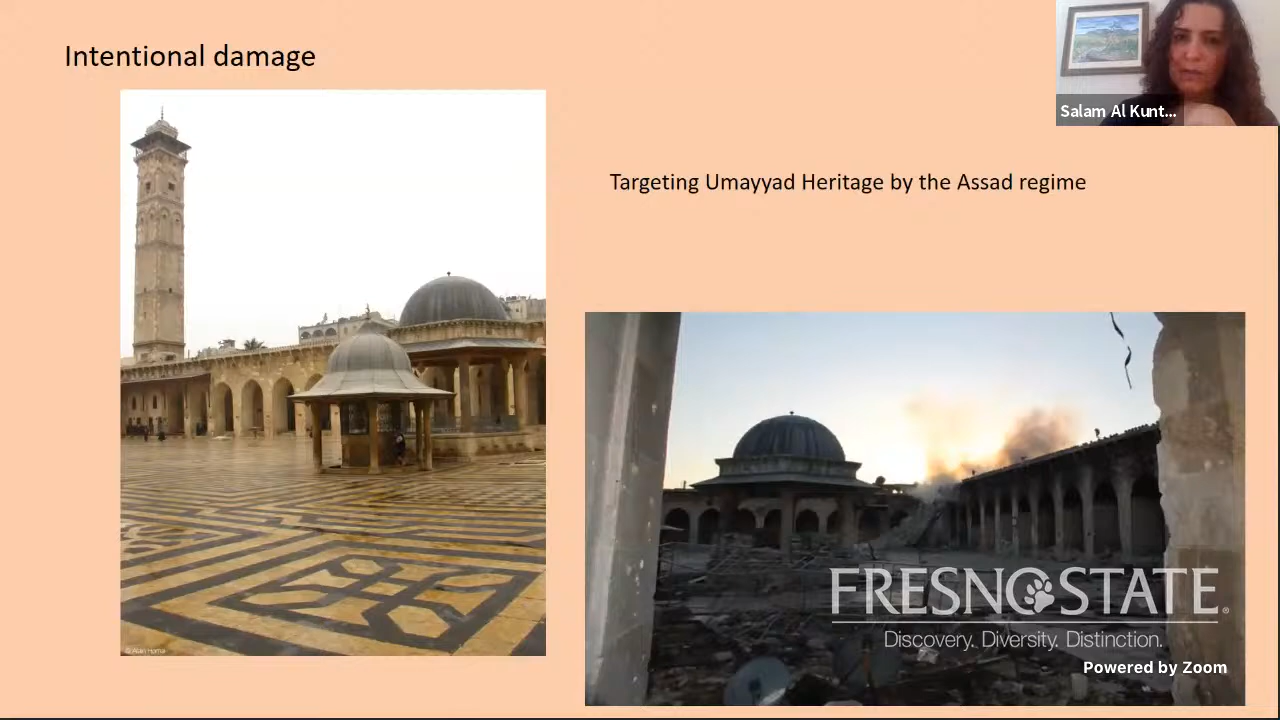 Intentional damage
Salam Al Kunt...
Targeting Umayyad Heritage by the Assad regime
FRESNO STATE®
Discovery. Diversity. Distinction.
Powered by Zoom